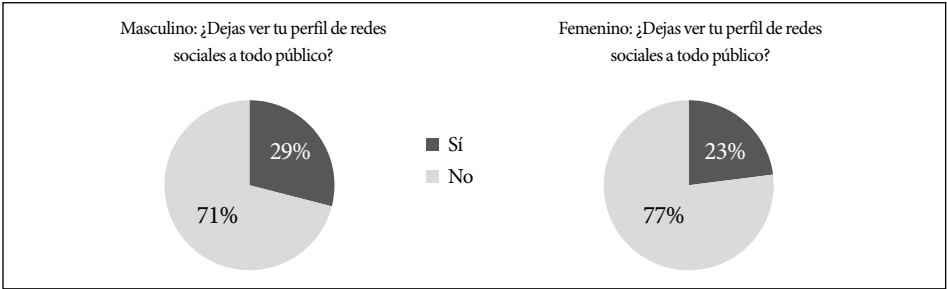 Masculino: ¿Dejas ver tu perfil de redes
sociales a todo público?
29%
71%
Sí
No
Femenino: ¿Dejas ver tu perfil de redes
sociales a todo público?
23%
77%